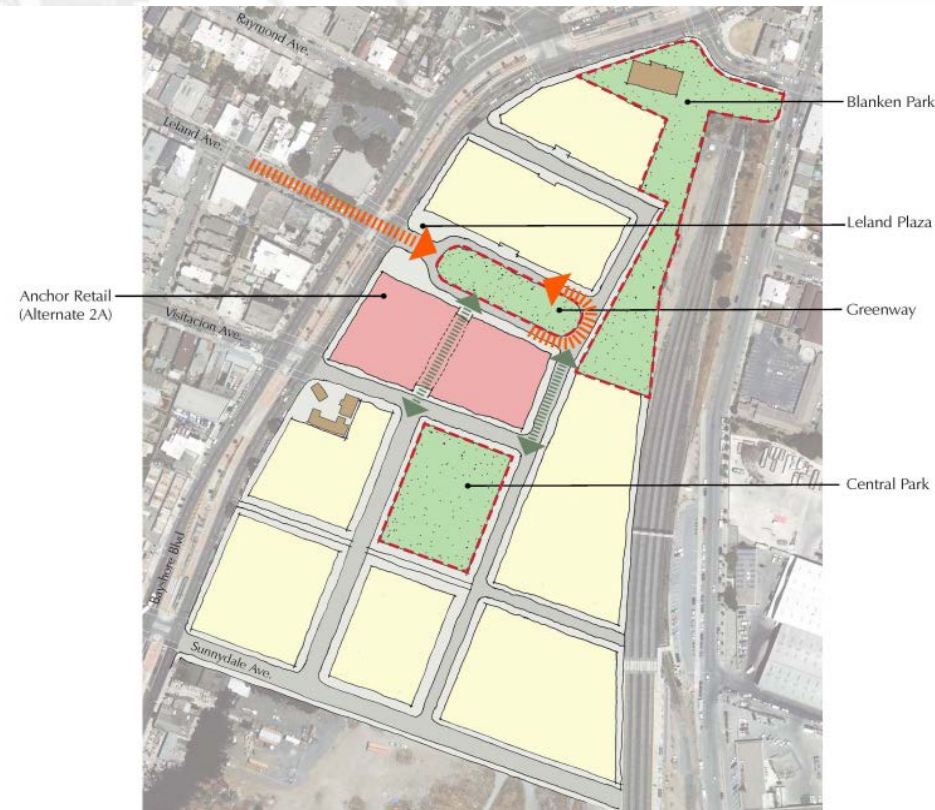 Raymond Ave.
Blanken Park
Leland Ave.
Leland Plaza
Anchor Retail
(Alternate 2A)
Greenway
Visitacion Ave.
Central Park
Bayshore Blvd
Sunnydale Ave.